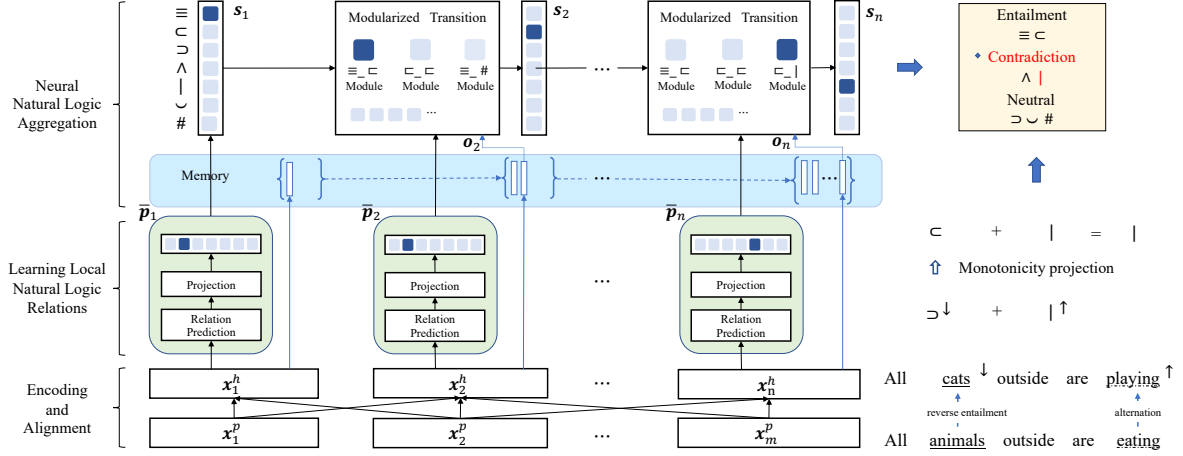 Neural
Natural Logic
Aggregation
≡
⊏
⊐
∧
|
⌣
#
s₁
Modularized Transition
≡_ ⊏
Module
⊏_ ⊏
Module
≡_ #
Module
...
s₂
...
Modularized Transition
≡_ ⊏
Module
⊏_ ⊏
Module
⊏_ |
Module
...
sₙ
Entailment
≡ ⊏
Contradiction
∧ |
Neutral
⊐ ⌣ #
o₂
oₙ
Memory
{ }
{ }
...
{ ... }
Learning Local
Natural Logic
Relations
p̅₁
Projection
Relation
Prediction
p̅₂
Projection
Relation
Prediction
...
p̅ₙ
Projection
Relation
Prediction
⊏ + | = |
⇧ Monotonicity projection
⊐↓ + |↑
Encoding
and
Alignment
x₁ʰ
x₂ʰ
...
xₙʰ
x₁ᵖ
x₂ᵖ
...
xₘᵖ
All cats ↓ outside are playing ↑
reverse entailment alternation
All animals outside are eating